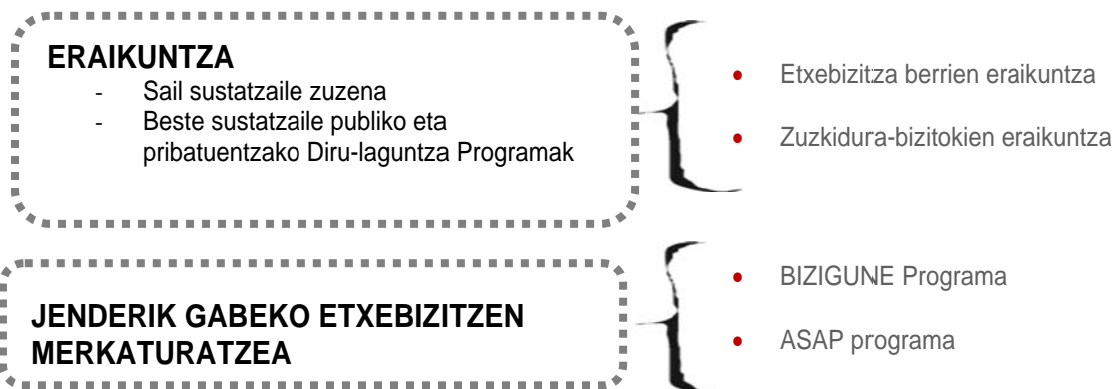 ERAIKUNTZA
- Sail sustatzaile zuzena
- Beste sustatzaile publiko eta
pribatuentzako Diru-laguntza Programak
• Etxebizitza berrien eraikuntza
• Zuzkidura-bizitokien eraikuntza
JENDERIK GABEKO ETXEBIZITZEN
MERKATURATZEA
• BIZIGUNE Programa
• ASAP programa